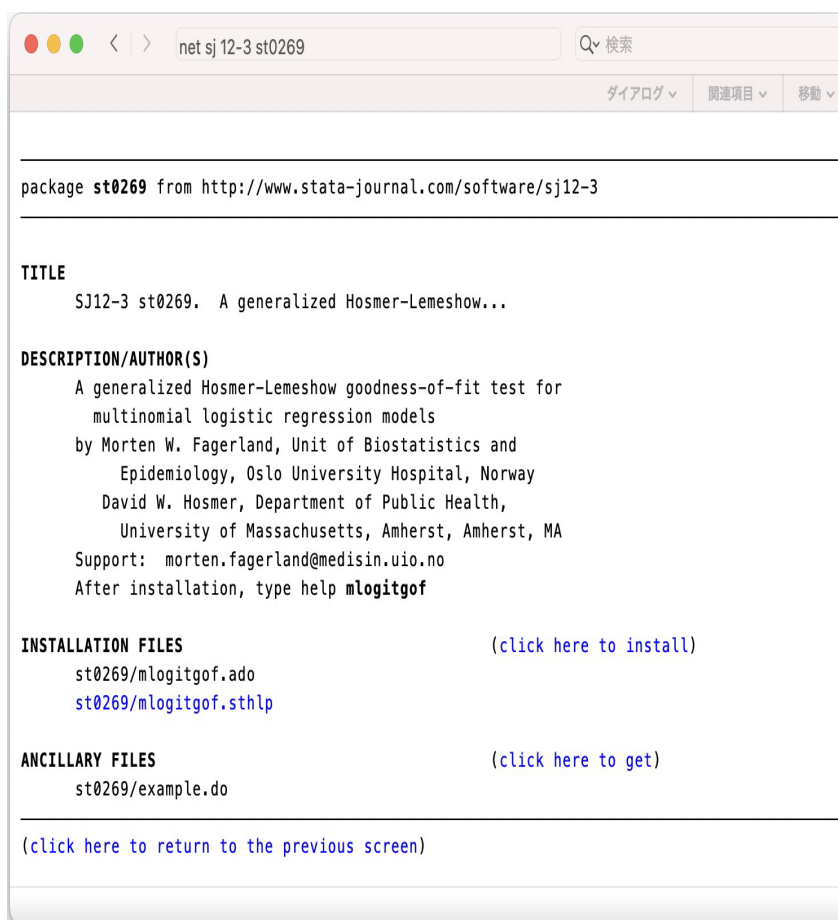 net sj 12-3 st0269
検索
ダイアログ 関連項目 移動
package st0269 from http://www.stata-journal.com/software/sj12-3
TITLE
SJ12-3 st0269. A generalized Hosmer-Lemeshow...
DESCRIPTION/AUTHOR(S)
A generalized Hosmer-Lemeshow goodness-of-fit test for
multinomial logistic regression models
by Morten W. Fagerland, Unit of Biostatistics and
Epidemiology, Oslo University Hospital, Norway
David W. Hosmer, Department of Public Health,
University of Massachusetts, Amherst, Amherst, MA
Support: morten.fagerland@medisin.uio.no
After installation, type help mlogitgof
INSTALLATION FILES (click here to install)
st0269/mlogitgof.ado
st0269/mlogitgof.sthlp
ANCILLARY FILES (click here to get)
st0269/example.do
(click here to return to the previous screen)